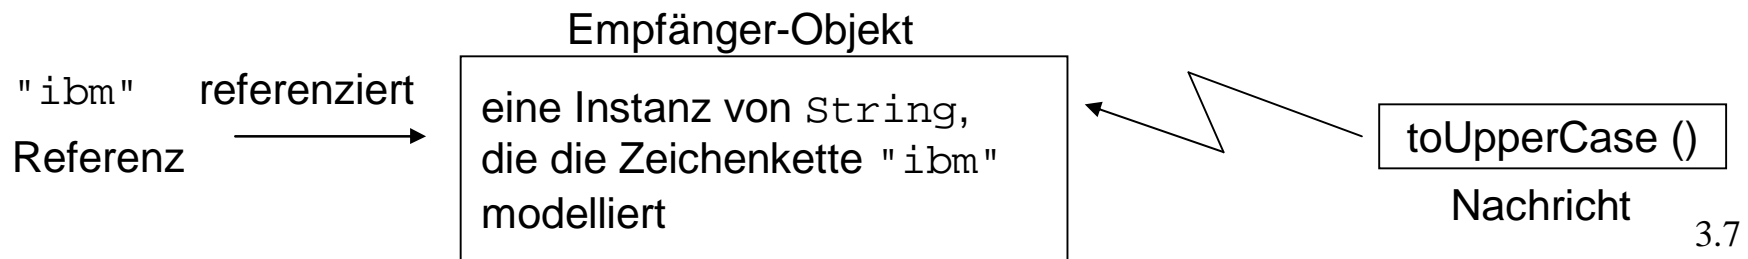 Empfänger-Objekt
"ibm" referenziert
Referenz
eine Instanz von String,
die die Zeichenkette "ibm"
modelliert
toUpperCase ()
Nachricht
3.7